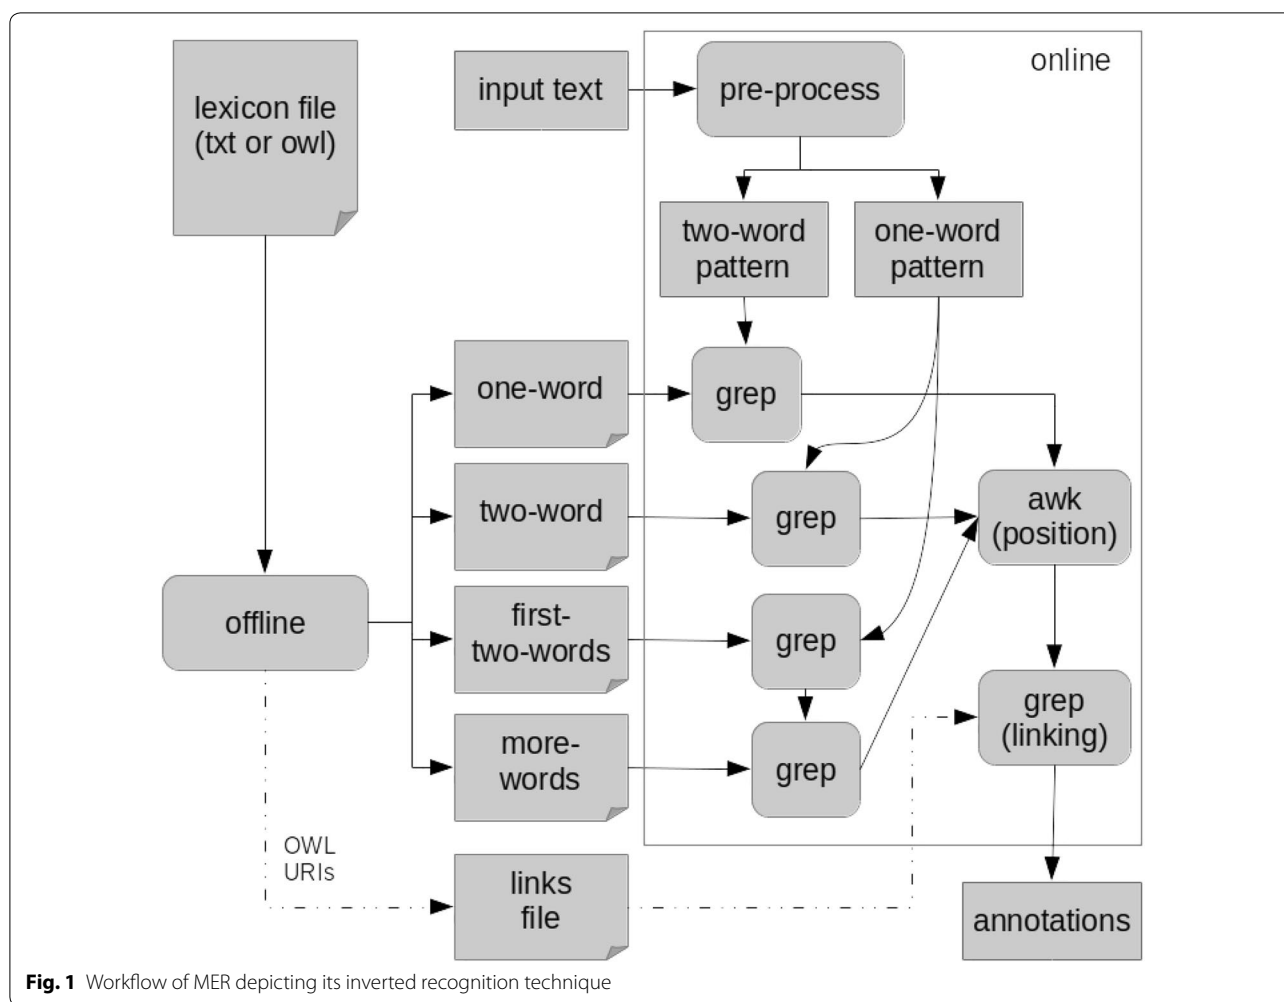 lexicon file
(txt or owl)
input text
pre-process
online
two-word
pattern
one-word
pattern
one-word
grep
two-word
grep
awk
(position)
offline
first-
two-words
grep
grep
(linking)
more-
words
grep
OWL
URIs
links
file
annotations
Fig. 1 Workflow of MER depicting its inverted recognition technique